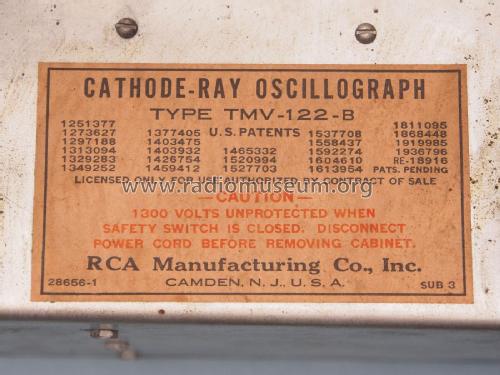 CATHODE-RAY OSCILLOGRAPH
TYPE TMV-122-B
U.S. PATENTS
1251377
1273627
1297188
1313094
1329283
1349252
1377405
1403475
1403932
1426754
1459412
1465332
1520994
1527703
1537708
1558437
1592274
1604610
1613954
1811095
1868448
1919985
1936796
RE-18916
PATS. PENDING
LICENSED ONLY FOR USE AUTHORIZED BY CONTRACT OF SALE
www.radiomuseum.org
—CAUTION—
1300 VOLTS UNPROTECTED WHEN
SAFETY SWITCH IS CLOSED. DISCONNECT
POWER CORD BEFORE REMOVING CABINET.
RCA Manufacturing Co., Inc.
28656-1 CAMDEN, N. J., U. S. A. SUB 3